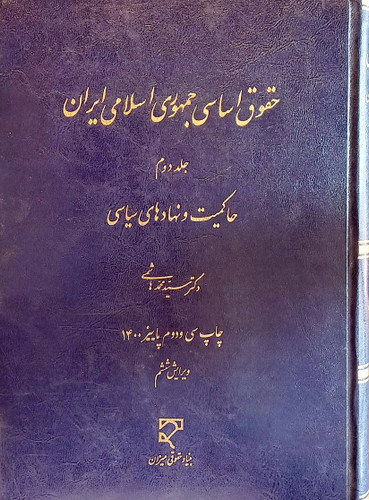 حقوق اساسی جمهوری اسلامی ایران
جلد دوم
حاکمیت و نهادهای سیاسی
دکتر سید محمد هاشمی
چاپ سی و دوم پاییز ۱۴۰۰
ویرایش ششم
بنیاد حقوقی میزان